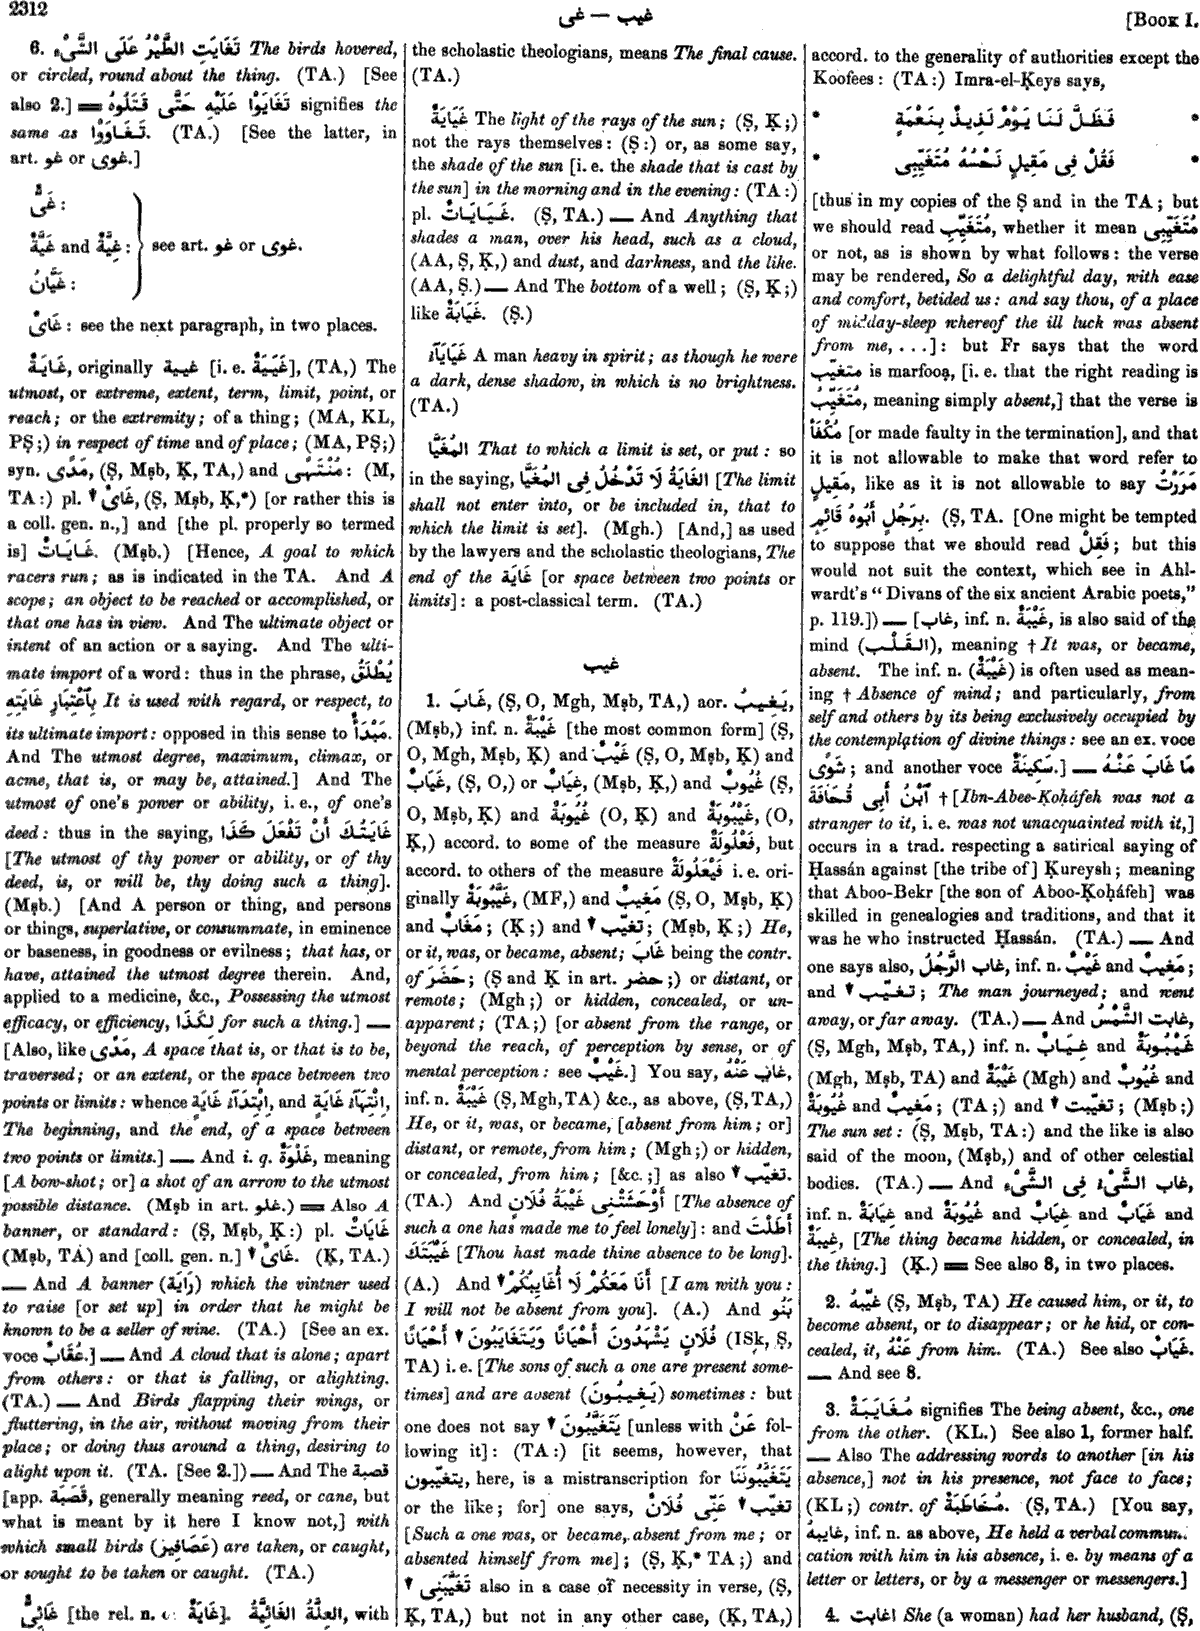 2312
غيب — غى
[BOOK I.
6. تَغَايَتِ الطَّيْرُ عَلَى الشَّىْءِ The birds hovered,
or circled, round about the thing. (TA.) [See
also 2.] = تَغَايَوْا عَلَيْهِ حَتَّى قَتَلُوهُ signifies the
same as تَغَاوَوْا. (TA.) [See the latter, in
art. غو or غوى.]
غَىٌّ:
غَيَّةٌ and غِيَّةٌ: see art. غو or غوى.
غَيَّانُ:
غَاىٌ: see the next paragraph, in two places.
غَايَةٌ, originally غيية [i. e. غَيَيَةٌ], (TA,) The
utmost, or extreme, extent, term, limit, point, or
reach; or the extremity; of a thing; (MA, KL,
PṢ;) in respect of time and of place; (MA, PṢ;)
syn. مَدًى, (Ṣ, Mṣb, Ḳ, TA,) and مُنْتَهًى: (M,
TA:) pl. ▾ غَاىٌ, (Ṣ, Mṣb, Ḳ,*) [or rather this is
a coll. gen. n.,] and [the pl. properly so termed
is] غَايَاتٌ. (Mṣb.) [Hence, A goal to which
racers run; as is indicated in the TA. And A
scope; an object to be reached or accomplished, or
that one has in view. And The ultimate object or
intent of an action or a saying. And The ulti-
mate import of a word: thus in the phrase, يُطْلَقُ
بِٱعْتِبَارِ غَايَتِهِ It is used with regard, or respect, to
its ultimate import: opposed in this sense to مَبْدَأٌ.
And The utmost degree, maximum, climax, or
acme, that is, or may be, attained.] And The
utmost of one's power or ability, i. e., of one's
deed: thus in the saying, غَايَتُكَ أَنْ تَفْعَلَ كَذَا
[The utmost of thy power or ability, or of thy
deed, is, or will be, thy doing such a thing].
(Mṣb.) [And A person or thing, and persons
or things, superlative, or consummate, in eminence
or baseness, in goodness or evilness; that has, or
have, attained the utmost degree therein. And,
applied to a medicine, &c., Possessing the utmost
efficacy, or efficiency, لِكَذَا for such a thing.] —
[Also, like مَدًى, A space that is, or that is to be,
traversed; or an extent, or the space between two
points or limits: whence اِبْتِدَآءُ غَايَةٍ, and اِنْتِهَآءُ غَايَةٍ,
The beginning, and the end, of a space between
two points or limits.] — And i. q. غَلْوَةٌ, meaning
[A bow-shot; or] a shot of an arrow to the utmost
possible distance. (Mṣb in art. غلو.) = Also A
banner, or standard: (Ṣ, Mṣb, Ḳ:) pl. غَايَاتٌ
(Mṣb, TA) and [coll. gen. n.] ▾ غَاىٌ. (Ḳ, TA.)
— And A banner (رَايَة) which the vintner used
to raise [or set up] in order that he might be
known to be a seller of wine. (TA.) [See an ex.
voce عُقَابٌ.] — And A cloud that is alone; apart
from others: or that is falling, or alighting.
(TA.) — And Birds flapping their wings, or
fluttering, in the air, without moving from their
place; or doing thus around a thing, desiring to
alight upon it. (TA. [See 2.]) — And The قصبة
[app. قَصَبَة, generally meaning reed, or cane, but
what is meant by it here I know not,] with
which small birds (عَصَافِيز) are taken, or caught,
or sought to be taken or caught. (TA.)
غَائِىٌّ [the rel. n. of غَايَةٌ]. العِلَّةُ الغَائِيَّةُ, with
the scholastic theologians, means The final cause.
(TA.)
غَيَايَةٌ The light of the rays of the sun; (Ṣ, Ḳ;)
not the rays themselves: (Ṣ:) or, as some say,
the shade of the sun [i. e. the shade that is cast by
the sun] in the morning and in the evening: (TA:)
pl. غَيَايَاتٌ. (Ṣ, TA.) — And Anything that
shades a man, over his head, such as a cloud,
(AA, Ṣ, Ḳ,) and dust, and darkness, and the like.
(AA, Ṣ.) — And The bottom of a well; (Ṣ, Ḳ;)
like غَيَابَةٌ. (Ṣ.)
غَيَايَآءُ A man heavy in spirit; as though he were
a dark, dense shadow, in which is no brightness.
(TA.)
المُغَيَّا That to which a limit is set, or put: so
in the saying, الغَايَةُ لَا تَدْخُلُ فِى المُغَيَّا [The limit
shall not enter into, or be included in, that to
which the limit is set]. (Mgh.) [And,] as used
by the lawyers and the scholastic theologians, The
end of the غَايَة [or space between two points or
limits]: a post-classical term. (TA.)
غيب
1. غَابَ, (Ṣ, O, Mgh, Mṣb, TA,) aor. يَغِيبُ,
(Mṣb,) inf. n. غَيْبَةٌ [the most common form] (Ṣ,
O, Mgh, Mṣb, Ḳ) and غَيْبٌ (Ṣ, O, Mṣb, Ḳ) and
غَيَابٌ, (Ṣ, O,) or غِيَابٌ, (Mṣb, Ḳ,) and غُيُوبٌ (Ṣ,
O, Mṣb, Ḳ) and غُيُوبَةٌ (O, Ḳ) and غَيْبُوبَةٌ, (O,
Ḳ,) accord. to some of the measure فَعْلُولَةٌ, but
accord. to others of the measure فَيْعَلُولَةٌ i. e. ori-
ginally غَيَّبُوبَةٌ, (MF,) and مَغِيبٌ (Ṣ, O, Mṣb, Ḳ)
and مَغَابٌ; (Ḳ;) and ▾ تغيّب; (Mṣb, Ḳ;) He,
or it, was, or became, absent; غَابَ being the contr.
of حَضَرَ; (Ṣ and Ḳ in art. حضر;) or distant, or
remote; (Mgh;) or hidden, concealed, or un-
apparent; (TA;) [or absent from the range, or
beyond the reach, of perception by sense, or of
mental perception: see غَيْبٌ.] You say, غَابَ عَنْهُ,
inf. n. غَيْبَةٌ (Ṣ, Mgh, TA) &c., as above, (Ṣ, TA,)
He, or it, was, or became, [absent from him; or]
distant, or remote, from him; (Mgh;) or hidden,
or concealed, from him; [&c.;] as also ▾ تغيّب.
(TA.) And أَوْحَشَتْنِى غَيْبَةُ فُلَانٍ [The absence of
such a one has made me to feel lonely]: and أَطَلْتَ
غَيْبَتَكَ [Thou hast made thine absence to be long].
(A.) And ▾ أَنَا مَعَكُمْ لَا أُغَايِبُكُمْ [I am with you:
I will not be absent from you]. (A.) And بَنُو
فُلَانٍ يَشْهَدُونَ أَحْيَانًا وَيَتَغَايَبُونَ ▾ أَحْيَانًا (ISk, Ṣ,
TA) i. e. [The sons of such a one are present some-
times] and are absent (يَغِيبُونَ) sometimes: but
one does not say ▾ يَتَغَيَّبُونَ [unless with عَنْ fol-
lowing it]: (TA:) [it seems, however, that
يتغيبون, here, is a mistranscription for يَتَغَيَّبُونَنَا
or the like; for] one says, تغيّب ▾ عَنِّى فُلَانٌ
[Such a one was, or became, absent from me; or
absented himself from me]; (Ṣ, Ḳ,* TA;) and
▾ تَغَيَّبَنِى also in a case of necessity in verse, (Ṣ,
Ḳ, TA,) but not in any other case, (Ḳ, TA,)
accord. to the generality of authorities except the
Koofees: (TA:) Imra-el-Ḳeys says,
* فَظَلَّ لَنَا يَوْمٌ لَذِيذٌ بِنَعْمَةٍ *
* فَقُلْ فِى مَقِيلٍ نَحْسُهُ مُتَغَيِّبِى *
[thus in my copies of the Ṣ and in the TA; but
we should read مُتَغَيِّبِ, whether it mean مُتَغَيِّبِى
or not, as is shown by what follows: the verse
may be rendered, So a delightful day, with ease
and comfort, betided us: and say thou, of a place
of midday-sleep whereof the ill luck was absent
from me, . . .]: but Fr says that the word
متغيّب is marfooạ, [i. e. that the right reading is
مُتَغَيِّبُ, meaning simply absent,] that the verse is
مُكْفَأٌ [or made faulty in the termination], and that
it is not allowable to make that word refer to
مَقِيلٍ, like as it is not allowable to say مَرَرْتُ
بِرَجُلٍ أَبُوهُ قَائِمٍ. (Ṣ, TA. [One might be tempted
to suppose that we should read فَقِلْ; but this
would not suit the context, which see in Ahl-
wardt's “Divans of the six ancient Arabic poets,”
p. 119.]) — [غاب, inf. n. غَيْبَةٌ, is also said of the
mind (القَلْب), meaning † It was, or became,
absent. The inf. n. (غَيْبَةٌ) is often used as mean-
ing † Absence of mind; and particularly, from
self and others by its being exclusively occupied by
the contemplation of divine things: see an ex. voce
شَوْى; and another voce سَكِينَةٌ.] — مَا غَابَ عَنْهُ
ٱبْنُ أَبِى قُحَافَةَ † [Ibn-Abee-Ḳoḥáfeh was not a
stranger to it, i. e. was not unacquainted with it,]
occurs in a trad. respecting a satirical saying of
Ḥassán against [the tribe of] Ḳureysh; meaning
that Aboo-Bekr [the son of Aboo-Ḳoḥáfeh] was
skilled in genealogies and traditions, and that it
was he who instructed Ḥassán. (TA.) — And
one says also, غاب الرَّجُلُ, inf. n. غَيْبٌ and مَغِيبٌ;
and ▾ تغيّب; The man journeyed; and went
away, or far away. (TA.) — And غابت الشَّمْسُ,
(Ṣ, Mgh, Mṣb, TA,) inf. n. غِيَابٌ and غَيْبُوبَةٌ
(Mgh, Mṣb, TA) and غَيْبَةٌ (Mgh) and غُيُوبٌ and
غُيُوبَةٌ and مَغِيبٌ; (TA;) and ▾ تغيّبت; (Mṣb;)
The sun set: (Ṣ, Mṣb, TA:) and the like is also
said of the moon, (Mṣb,) and of other celestial
bodies. (TA.) — And غاب الشَّىْءُ فِى الشَّىْءِ,
inf. n. غِيَابَةٌ and غُيُوبَةٌ and غِيَابٌ and غَيَابٌ and
غِيبَةٌ, [The thing became hidden, or concealed, in
the thing.] (Ḳ.) = See also 8, in two places.
2. غيّبهُ (Ṣ, Mṣb, TA) He caused him, or it, to
become absent, or to disappear; or he hid, or con-
cealed, it, عَنْهُ from him. (TA.) See also غَيَابٌ.
— And see 8.
3. مُغَايَبَةٌ signifies The being absent, &c., one
from the other. (KL.) See also 1, former half.
— Also The addressing words to another [in his
absence,] not in his presence, not face to face;
(KL;) contr. of مُخَاطَبَةٌ. (Ṣ, TA.) [You say,
غايبهُ, inf. n. as above, He held a verbal commun-
cation with him in his absence, i. e. by means of a
letter or letters, or by a messenger or messengers.]
4. اغابت She (a woman) had her husband, (Ṣ,